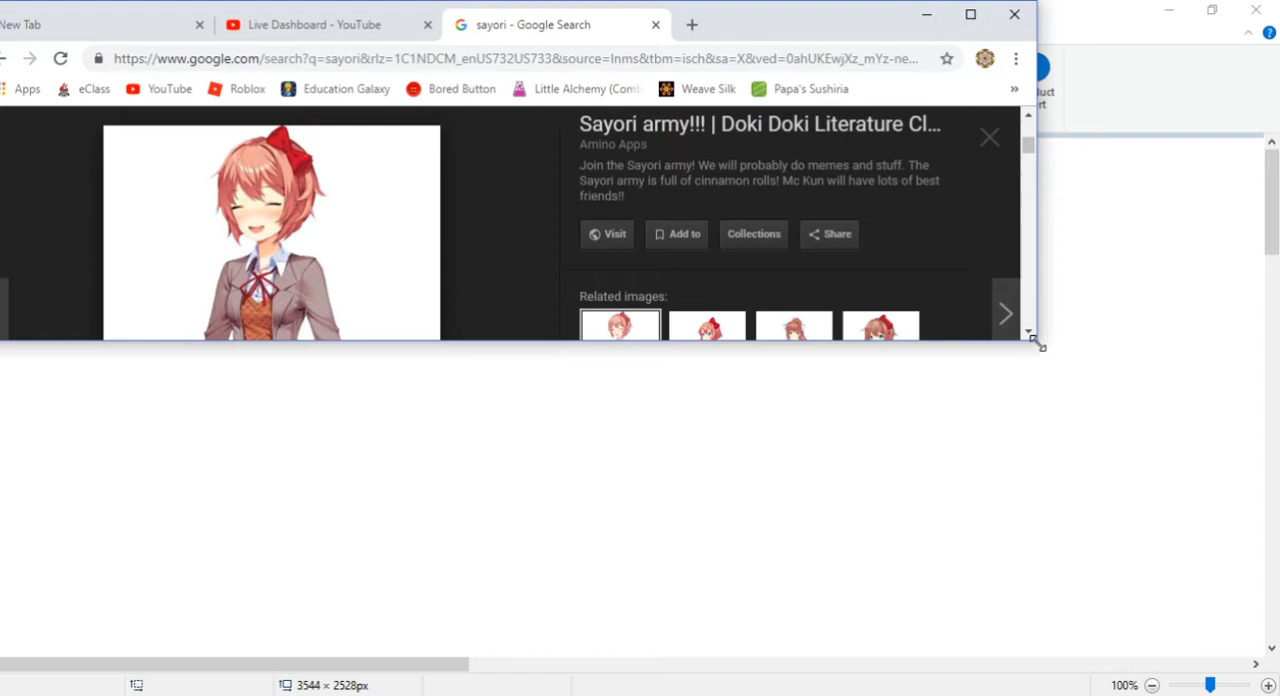 New Tab
Live Dashboard - YouTube
sayori - Google Search
https://www.google.com/search?q=sayori&rlz=1C1NDCM_enUS732US733&source=lnms&tbm=isch&sa=X&ved=0ahUKEwjXz_mYz-ne...
Apps eClass YouTube Roblox Education Galaxy Bored Button Little Alchemy (Comb Weave Silk Papa's Sushiria »
Sayori army!!! | Doki Doki Literature Cl...
Amino Apps
Join the Sayori army! We will probably do memes and stuff. The
Sayori army is full of cinnamon rolls! Mc Kun will have lots of best
friends!!
Visit Add to Collections Share
Related images:
3544 × 2528px
100%